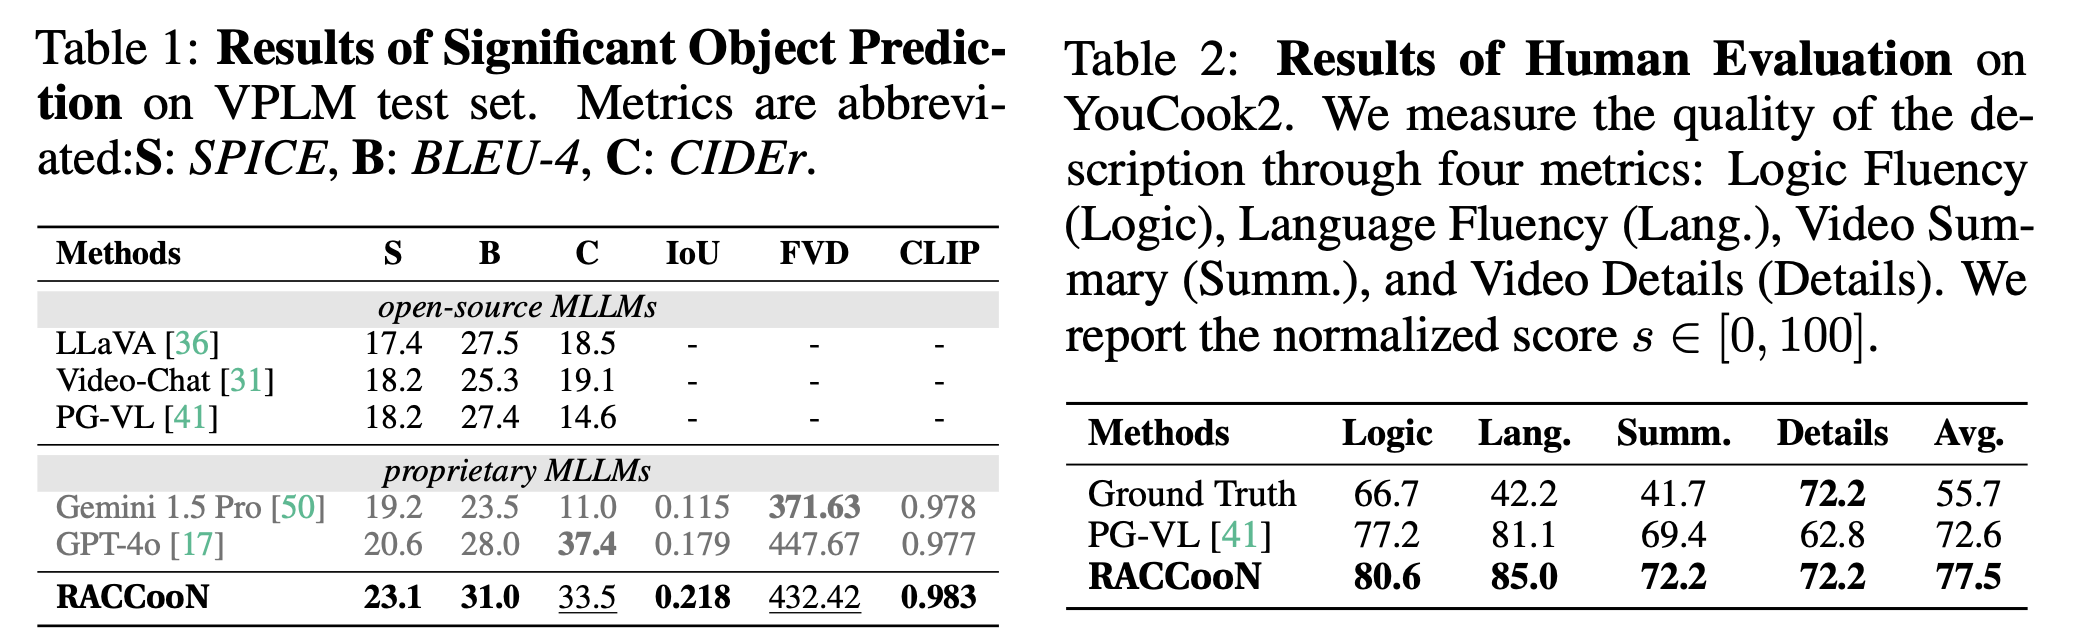 Table 1: Results of Significant Object Predic-
tion on VPLM test set. Metrics are abbrevi-
ated:S: SPICE, B: BLEU-4, C: CIDEr.
Methods S B C IoU FVD CLIP
open-source MLLMs
LLaVA [36] 17.4 27.5 18.5 - - -
Video-Chat [31] 18.2 25.3 19.1 - - -
PG-VL [41] 18.2 27.4 14.6 - - -
proprietary MLLMs
Gemini 1.5 Pro [50] 19.2 23.5 11.0 0.115 371.63 0.978
GPT-4o [17] 20.6 28.0 37.4 0.179 447.67 0.977
RACCooN 23.1 31.0 33.5 0.218 432.42 0.983
Table 2: Results of Human Evaluation on
YouCook2. We measure the quality of the de-
scription through four metrics: Logic Fluency
(Logic), Language Fluency (Lang.), Video Sum-
mary (Summ.), and Video Details (Details). We
report the normalized score s ∈ [0, 100].
Methods Logic Lang. Summ. Details Avg.
Ground Truth 66.7 42.2 41.7 72.2 55.7
PG-VL [41] 77.2 81.1 69.4 62.8 72.6
RACCooN 80.6 85.0 72.2 72.2 77.5